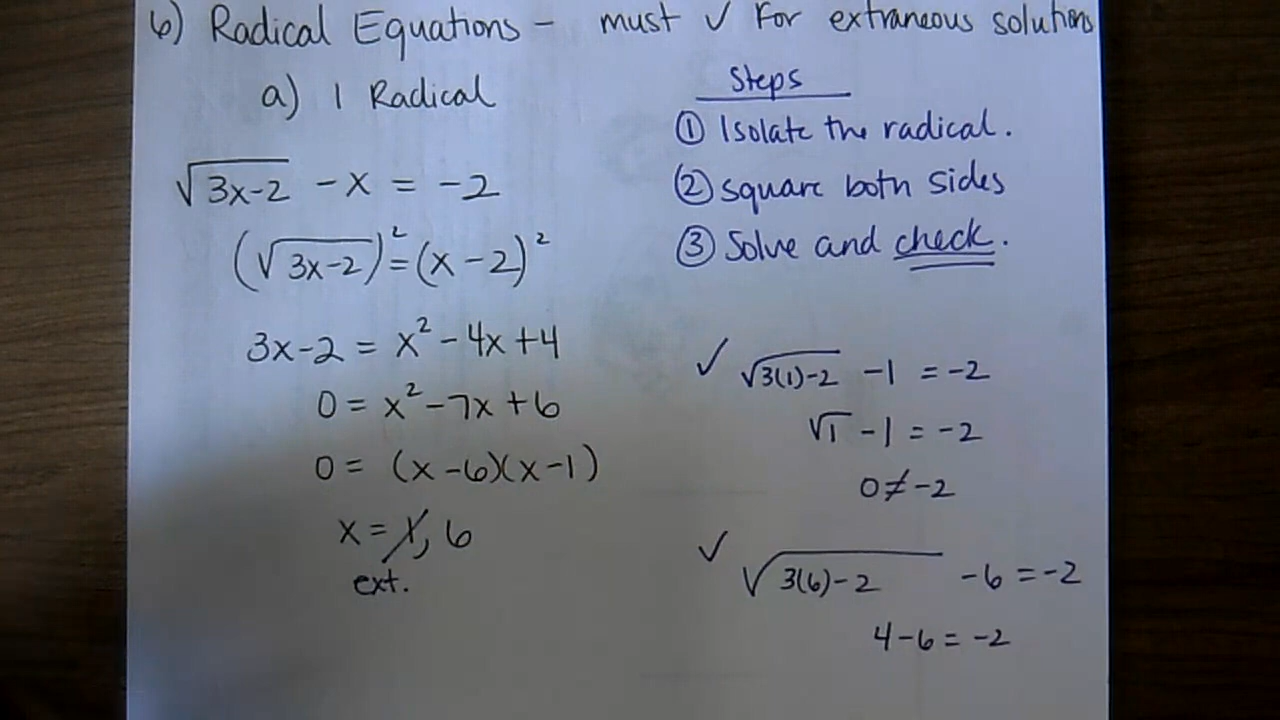 6) Radical Equations - must ✓ for extraneous solutions
a) 1 Radical
√(3x-2) - x = -2
(√(3x-2))² = (x - 2)²
3x-2 = x² - 4x + 4
0 = x² - 7x + 6
0 = (x - 6)(x - 1)
x = 1, 6
ext.
Steps
① Isolate the radical.
② square both sides
③ Solve and check.
✓ √(3(1)-2) - 1 = -2
√1 - 1 = -2
0 ≠ -2
✓ √(3(6)-2) - 6 = -2
4 - 6 = -2